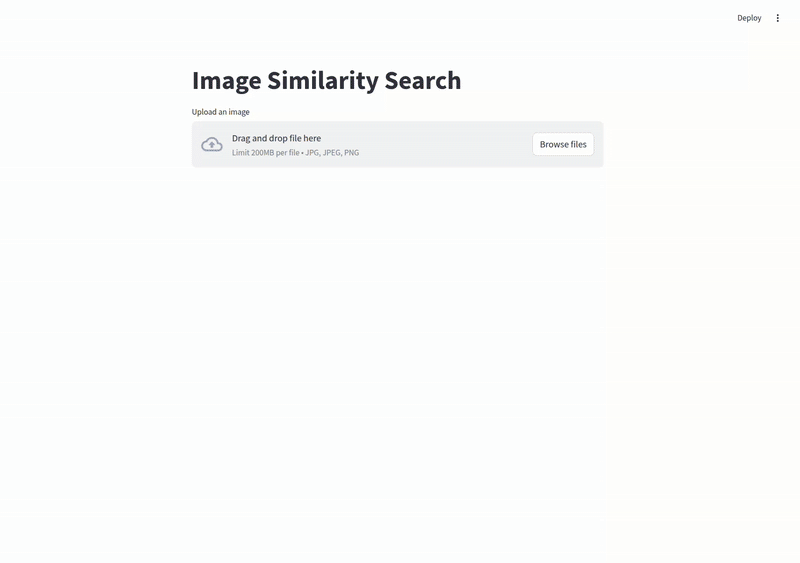 Deploy
Image Similarity Search
Upload an image
Drag and drop file here
Limit 200MB per file • JPG, JPEG, PNG
Browse files